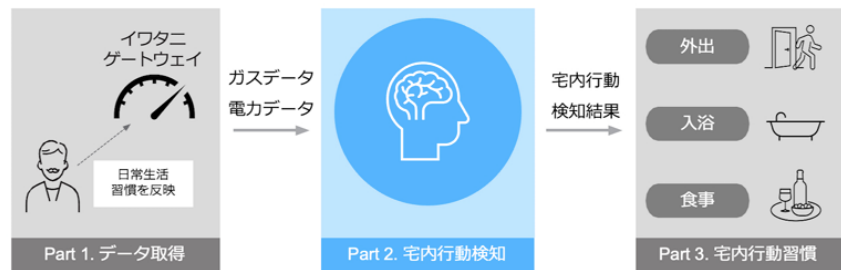 イワタニ
ゲートウェイ
日常生活
習慣を反映
Part 1. データ取得
ガスデータ
電力データ
Part 2. 宅内行動検知
宅内行動
検知結果
外出
入浴
食事
Part 3. 宅内行動習慣